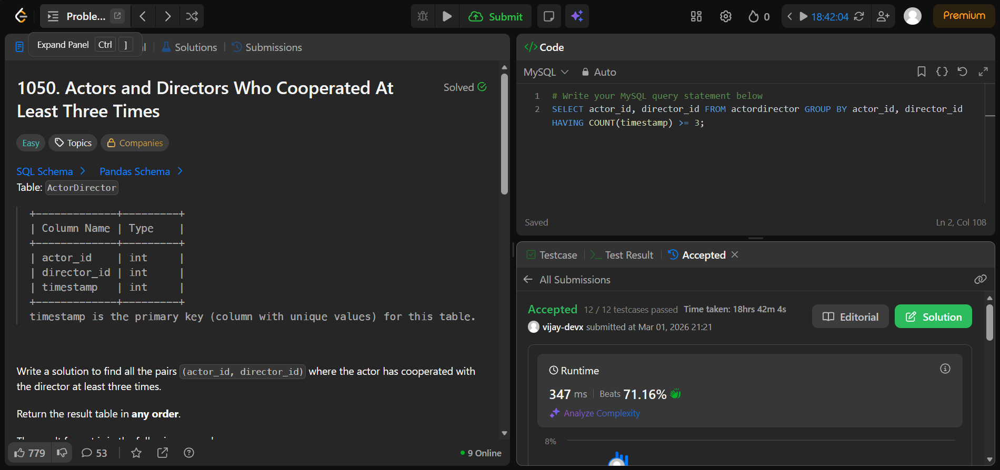 Proble...
Submit
0
18:42:04
Premium
Expand Panel Ctrl ]
Solutions
Submissions
1050. Actors and Directors Who Cooperated At
Least Three Times
Solved
Easy
Topics
Companies
SQL Schema
Pandas Schema
Table: ActorDirector
+-------------+---------+
| Column Name | Type    |
+-------------+---------+
| actor_id    | int     |
| director_id | int     |
| timestamp   | int     |
+-------------+---------+
timestamp is the primary key (column with unique values) for this table.
Write a solution to find all the pairs (actor_id, director_id) where the actor has cooperated with
the director at least three times.
Return the result table in any order.
779
53
9 Online
</> Code
MySQL
Auto
1 # Write your MySQL query statement below
2 SELECT actor_id, director_id FROM actordirector GROUP BY actor_id, director_id
HAVING COUNT(timestamp) >= 3;
Saved
Ln 2, Col 108
Testcase
Test Result
Accepted
All Submissions
Accepted 12 / 12 testcases passed Time taken: 18hrs 42m 4s
vijay-devx submitted at Mar 01, 2026 21:21
Editorial
Solution
Runtime
347 ms Beats 71.16%
Analyze Complexity
8%